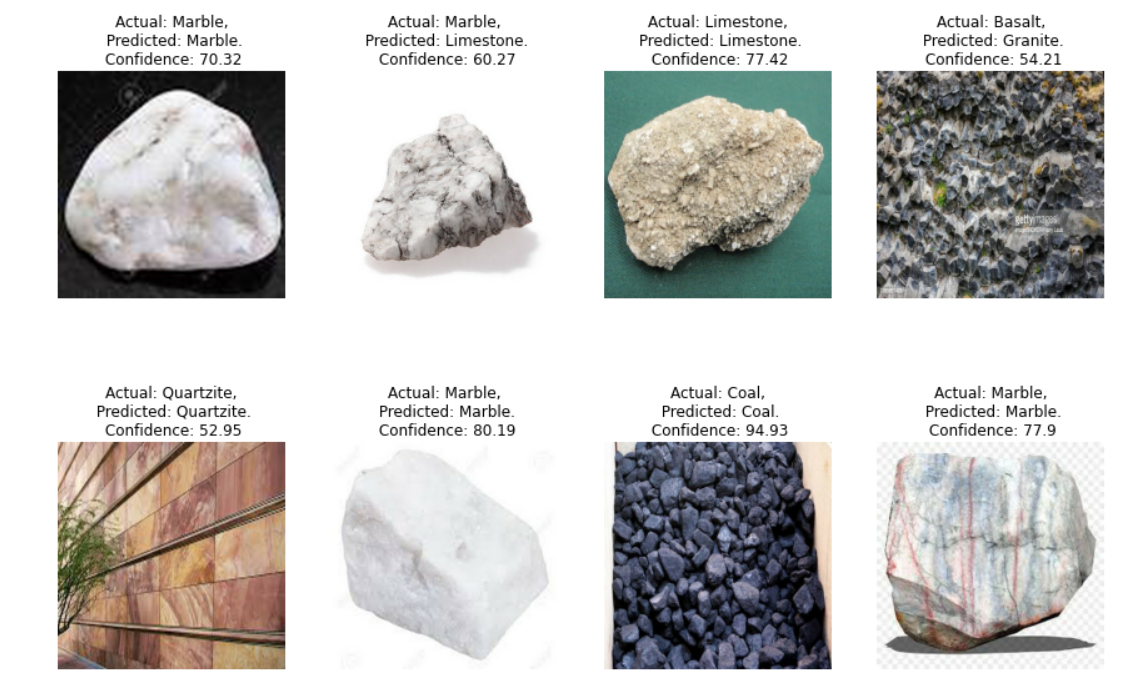 Actual: Marble,
Predicted: Marble.
Confidence: 70.32
Actual: Marble,
Predicted: Limestone.
Confidence: 60.27
Actual: Limestone,
Predicted: Limestone.
Confidence: 77.42
Actual: Basalt,
Predicted: Granite.
Confidence: 54.21
gettyimages
Actual: Quartzite,
Predicted: Quartzite.
Confidence: 52.95
Actual: Marble,
Predicted: Marble.
Confidence: 80.19
Actual: Coal,
Predicted: Coal.
Confidence: 94.93
Actual: Marble,
Predicted: Marble.
Confidence: 77.9